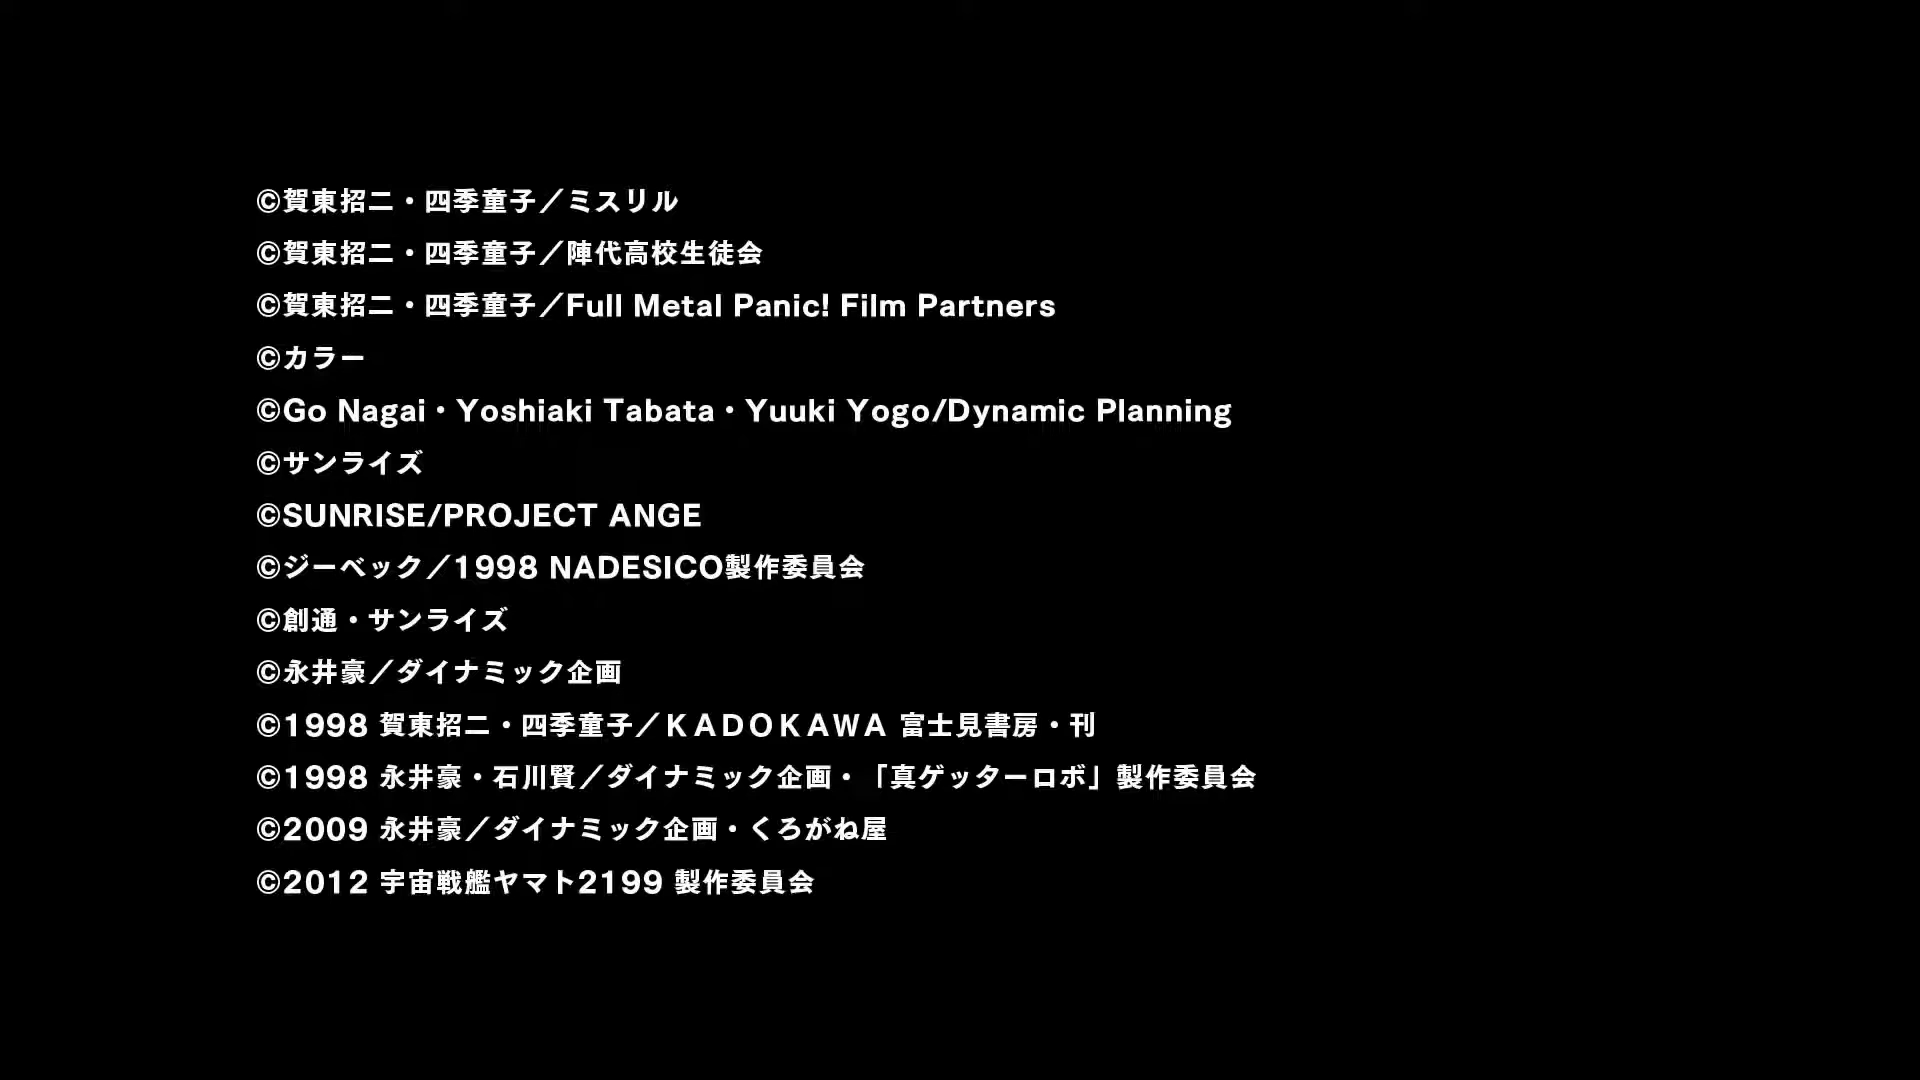 ©賀東招二・四季童子／ミスリル
©賀東招二・四季童子／陣代高校生徒会
©賀東招二・四季童子／Full Metal Panic! Film Partners
©カラー
©Go Nagai・Yoshiaki Tabata・Yuuki Yogo/Dynamic Planning
©サンライズ
©SUNRISE/PROJECT ANGE
©ジーベック／1998 NADESICO製作委員会
©創通・サンライズ
©永井豪／ダイナミック企画
©1998 賀東招二・四季童子／ＫＡＤＯＫＡＷＡ 富士見書房・刊
©1998 永井豪・石川賢／ダイナミック企画・「真ゲッターロボ」製作委員会
©2009 永井豪／ダイナミック企画・くろがね屋
©2012 宇宙戦艦ヤマト2199 製作委員会